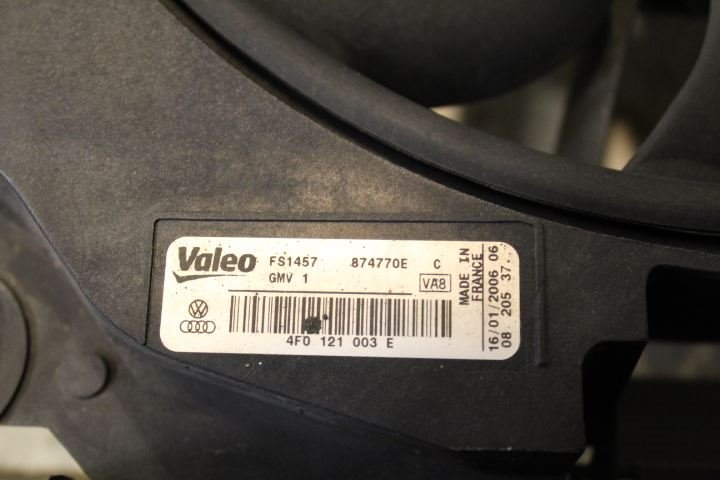 Valeo FS1457 874770E C
GMV 1
VA8
4F0 121 003 E
MADE IN
FRANCE
16/01/2006 06
08 205 37.